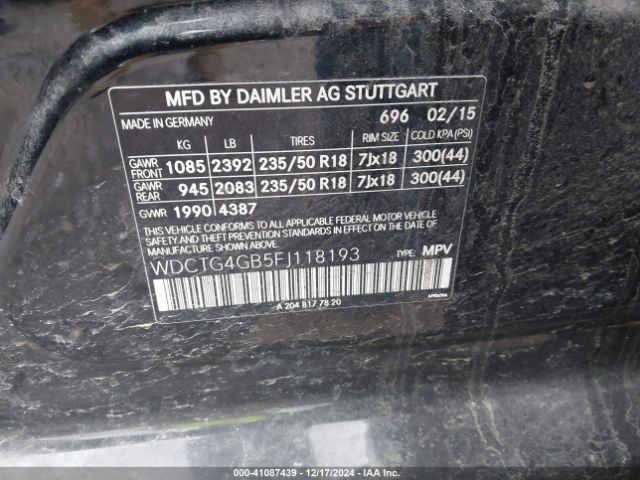 MFD BY DAIMLER AG STUTTGART
MADE IN GERMANY 696 02/15
KG LB TIRES RIM SIZE COLD KPA (PSI)
GAWR FRONT 1085 2392 235/50 R18 7Jx18 300(44)
GAWR REAR 945 2083 235/50 R18 7Jx18 300(44)
GVWR 1990 4387
THIS VEHICLE CONFORMS TO ALL APPLICABLE FEDERAL MOTOR VEHICLE
SAFETY AND THEFT PREVENTION STANDARDS IN EFFECT ON THE DATE
OF MANUFACTURE SHOWN ABOVE.
WDCTG4GB5FJ118193 TYPE: MPV
A 204 817 78 20
000-41087439 - 12/17/2024 - IAA Inc.